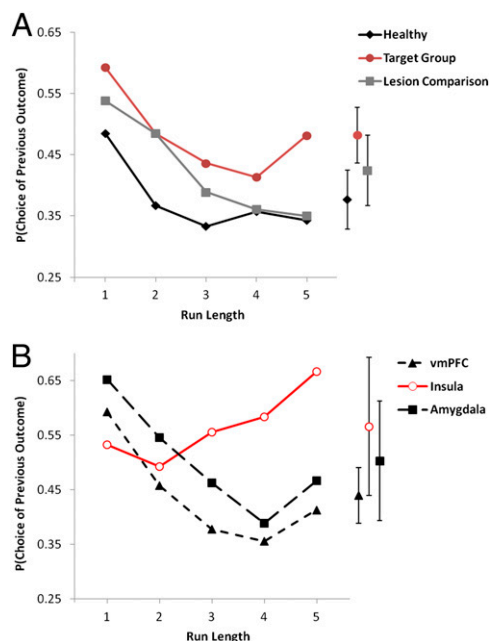 A
0.65
0.55
0.45
0.35
0.25
P(Choice of Previous Outcome)
1 2 3 4 5
Run Length
Healthy
Target Group
Lesion Comparison
B
0.65
0.55
0.45
0.35
0.25
P(Choice of Previous Outcome)
1 2 3 4 5
Run Length
vmPFC
Insula
Amygdala